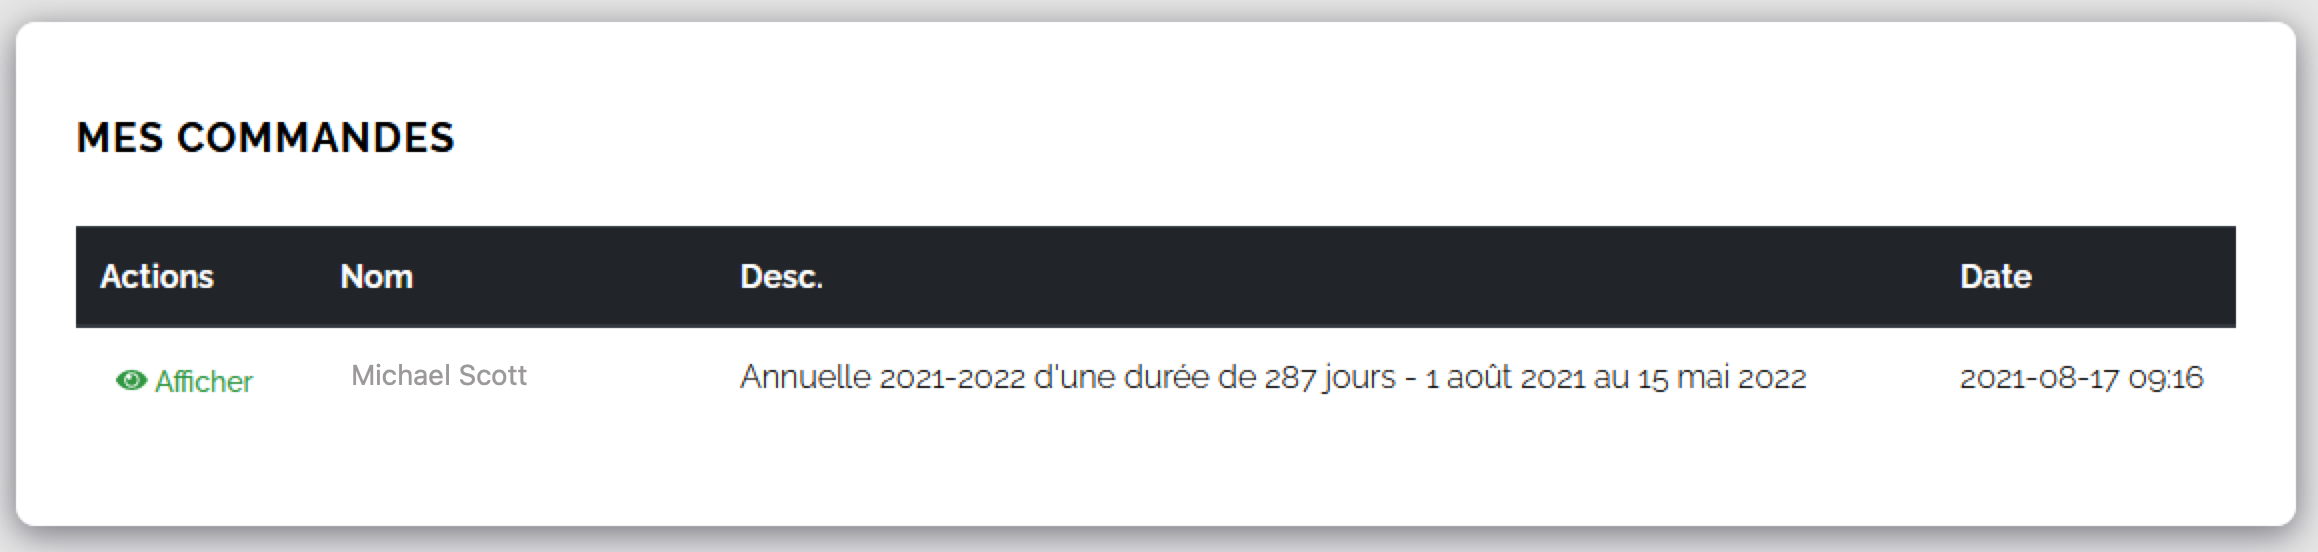 MES COMMANDES
Actions Nom Desc. Date
Afficher Michael Scott Annuelle 2021-2022 d'une durée de 287 jours - 1 août 2021 au 15 mai 2022 2021-08-17 09:16